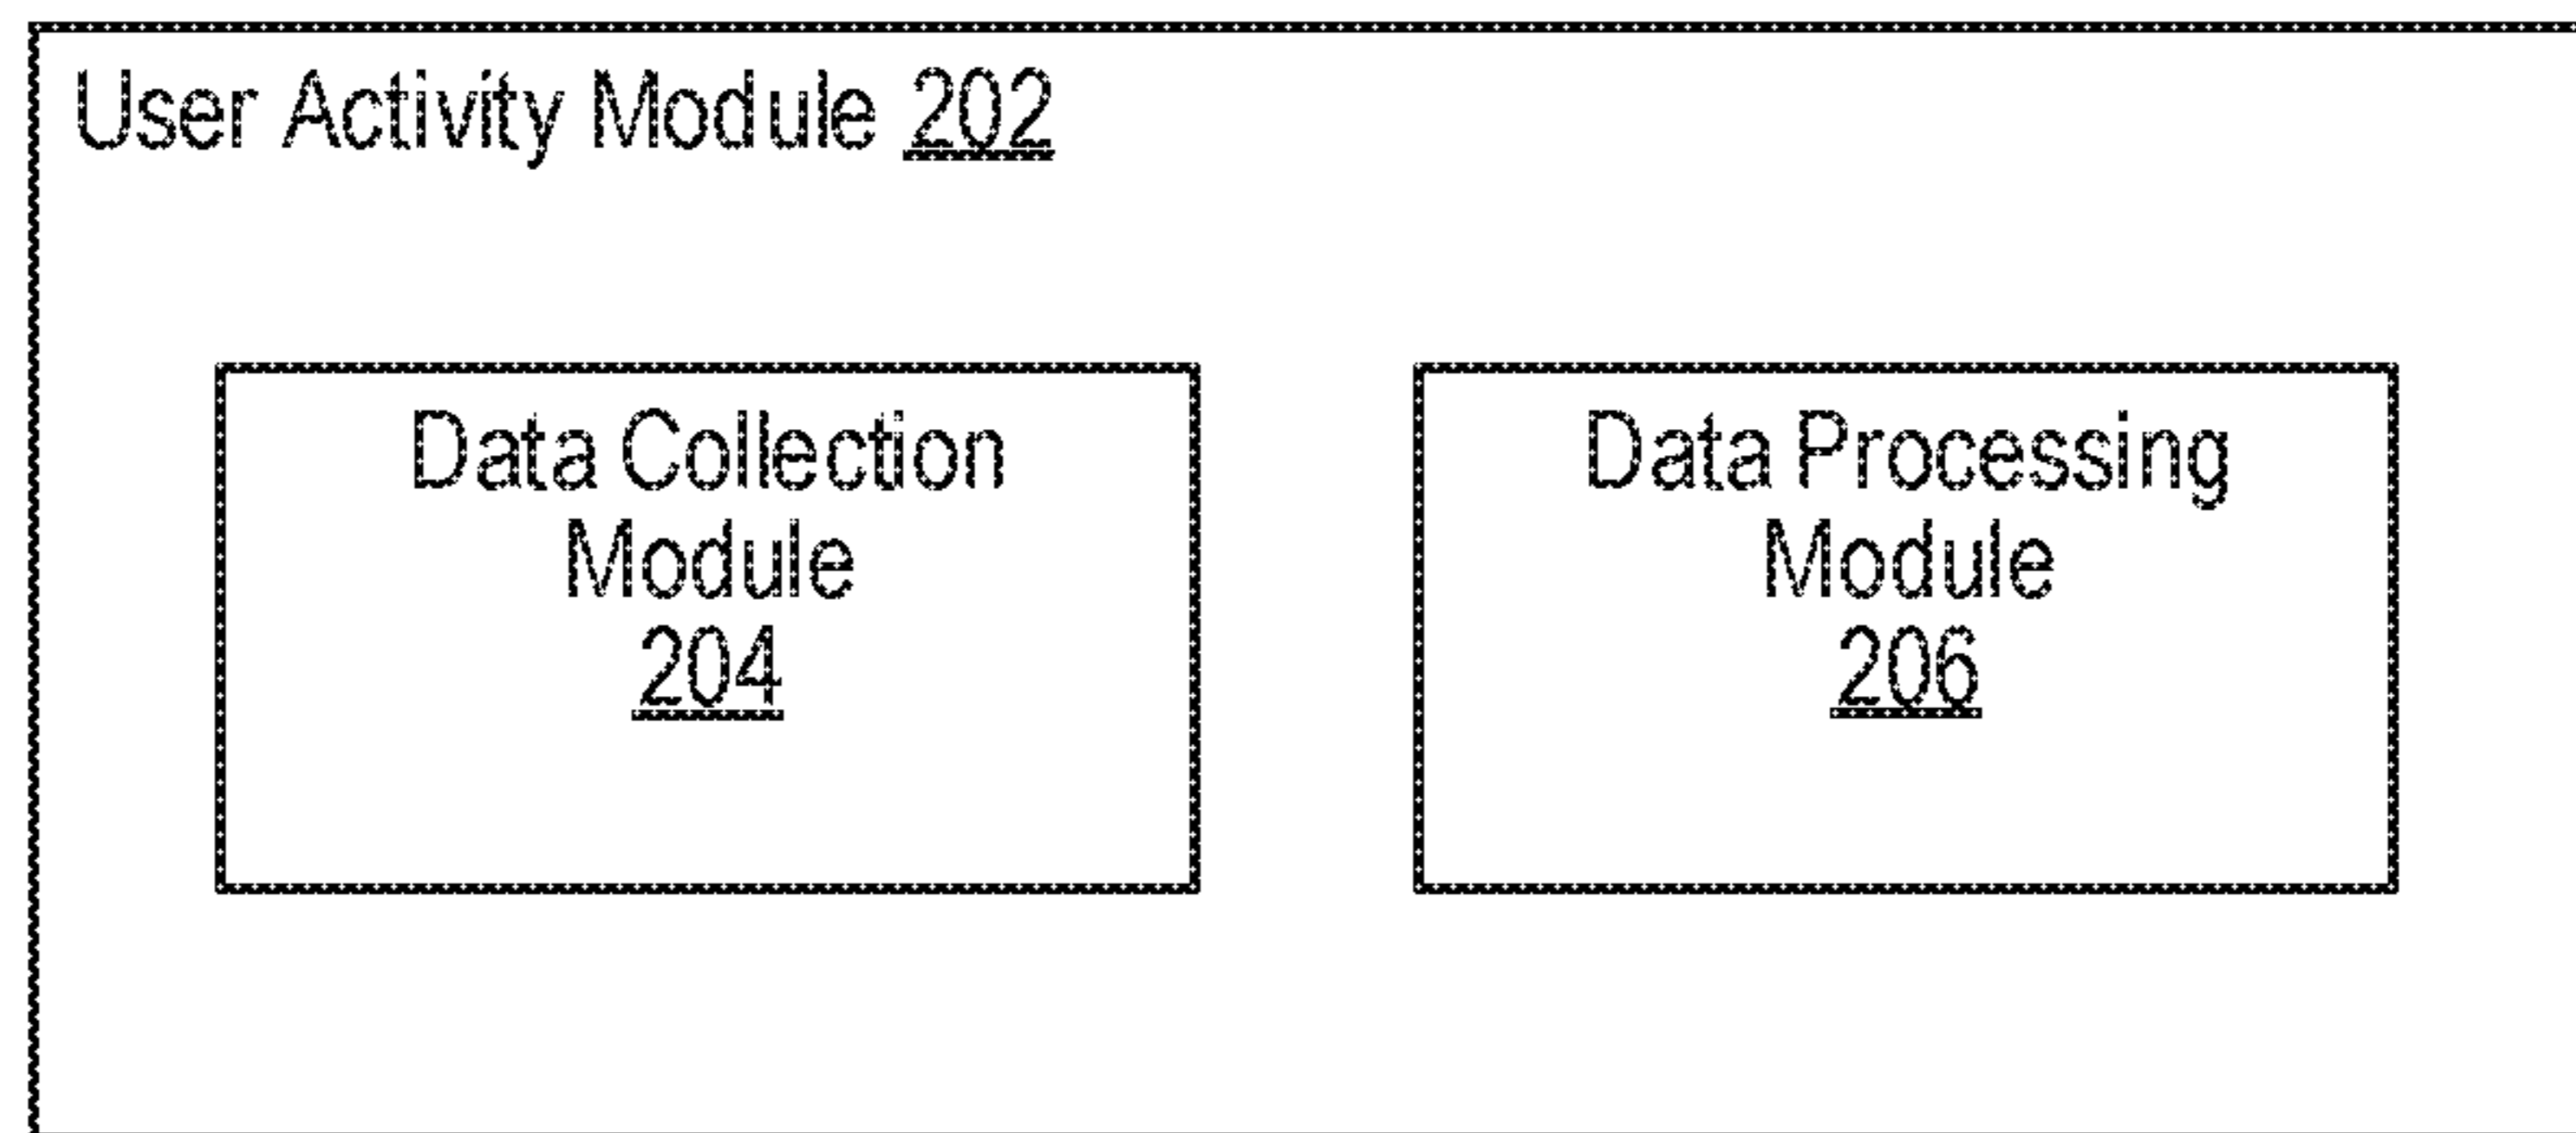 User Activity Module 202
Data Collection
Module
204
Data Processing
Module
206